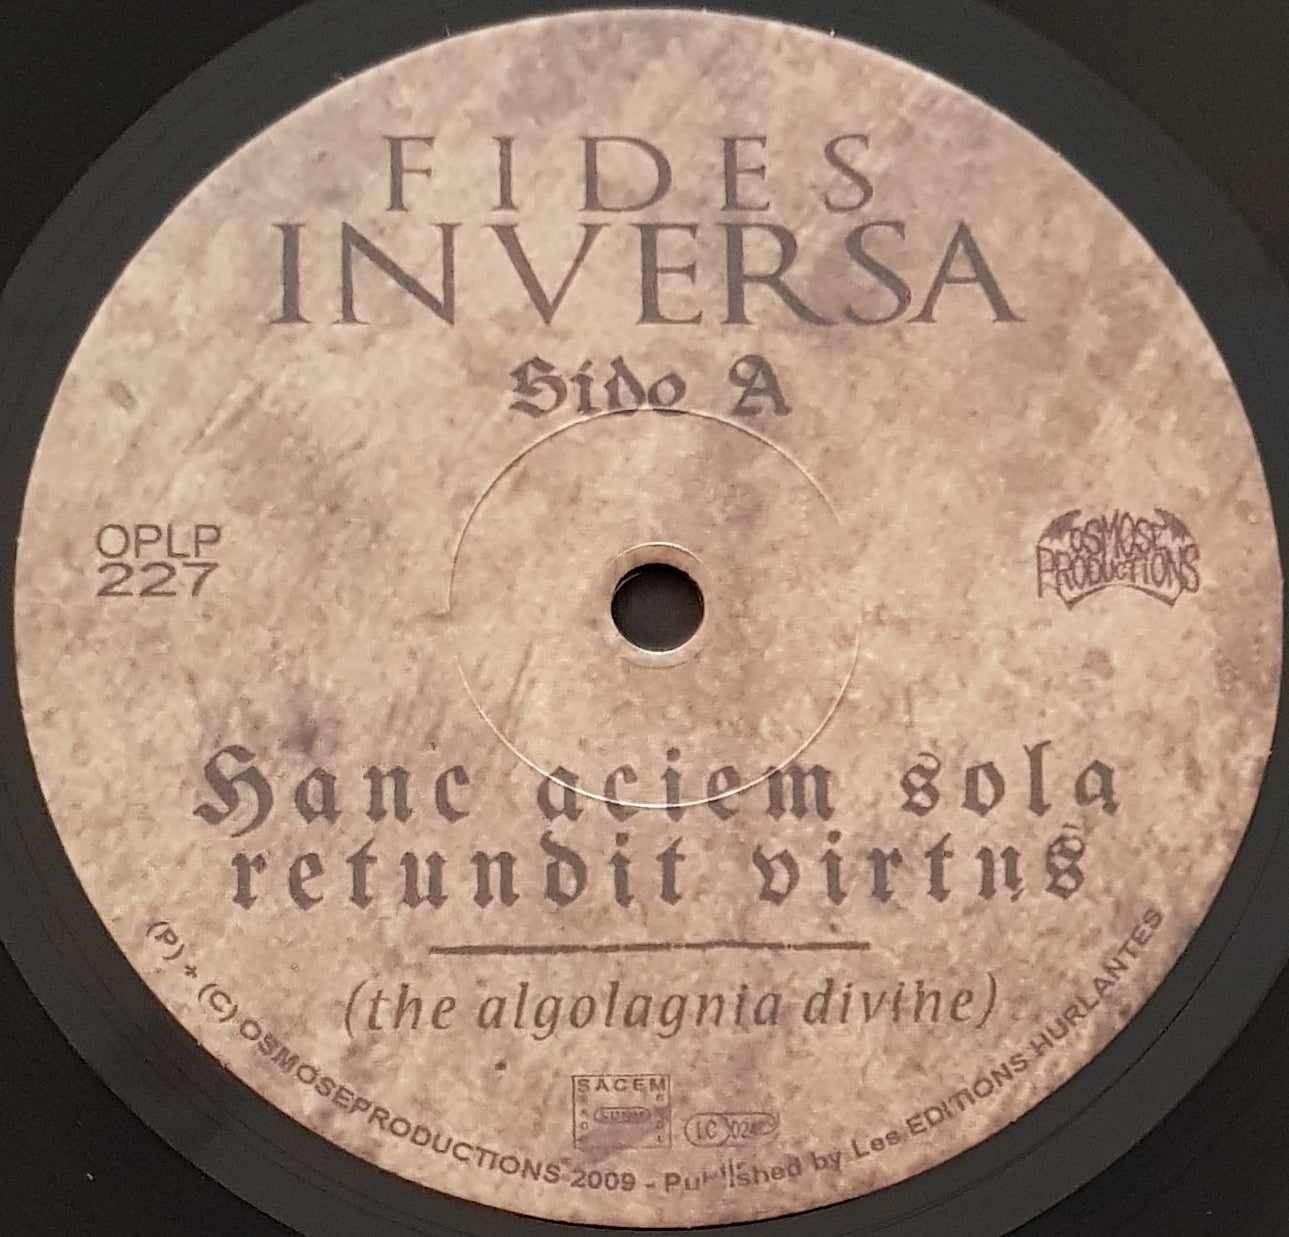 FIDES
INVERSA
Sido A
OPLP
227
OSMOSE
PRODUCTIONS
Hanc aciem sola
retundit virtus
(the algolagnia divine)
SACEM
LC
(P) + (C) OSMOSEPRODUCTIONS 2009 - Published by Les EDITIONS HURLANTES